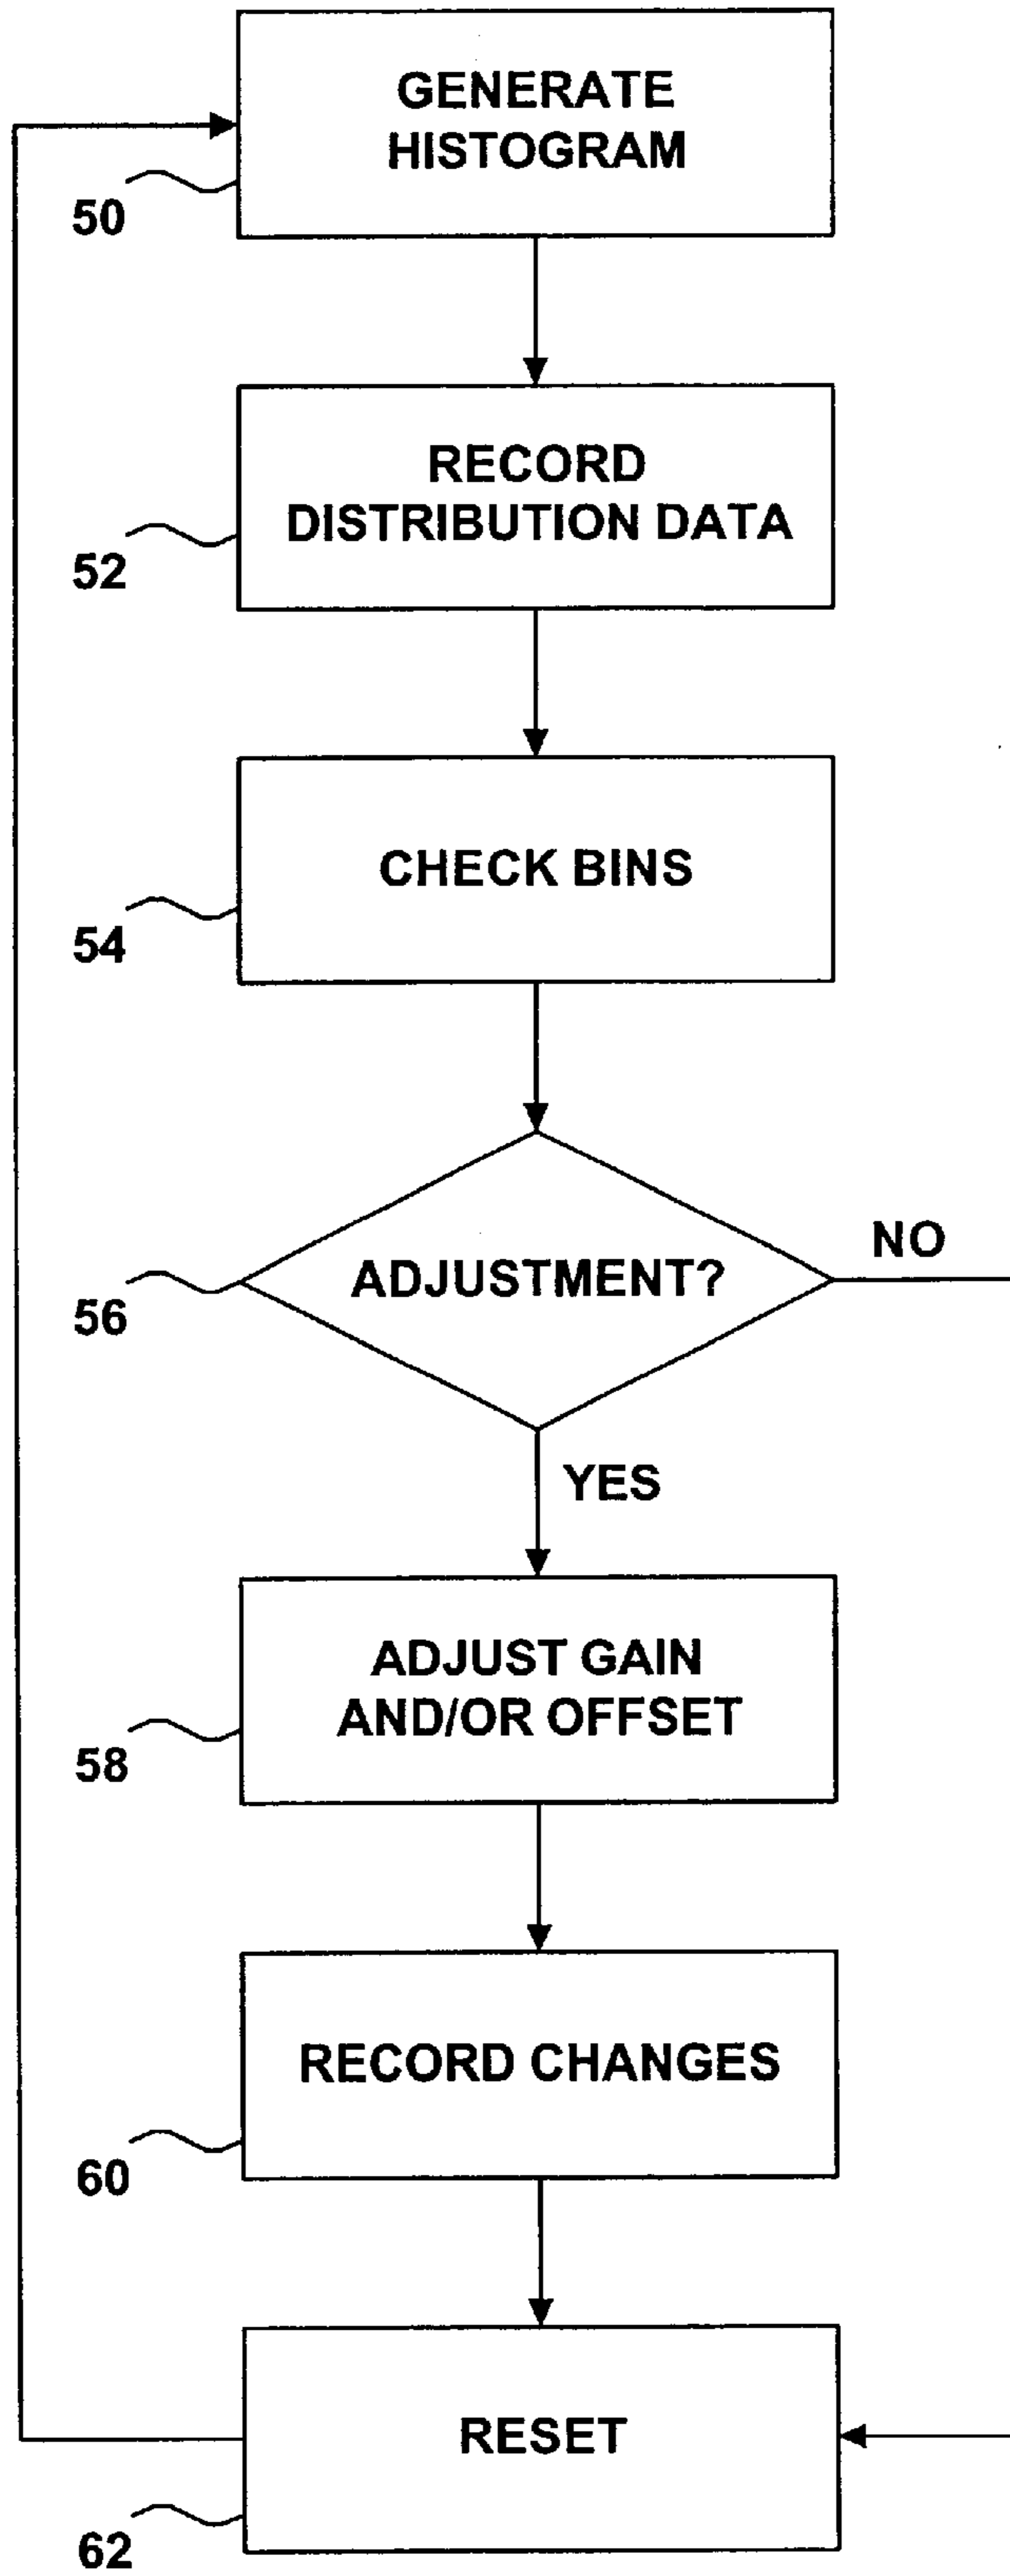 GENERATE
HISTOGRAM
50
RECORD
DISTRIBUTION DATA
52
CHECK BINS
54
ADJUSTMENT?
NO
56
YES
ADJUST GAIN
AND/OR OFFSET
58
RECORD CHANGES
60
RESET
62